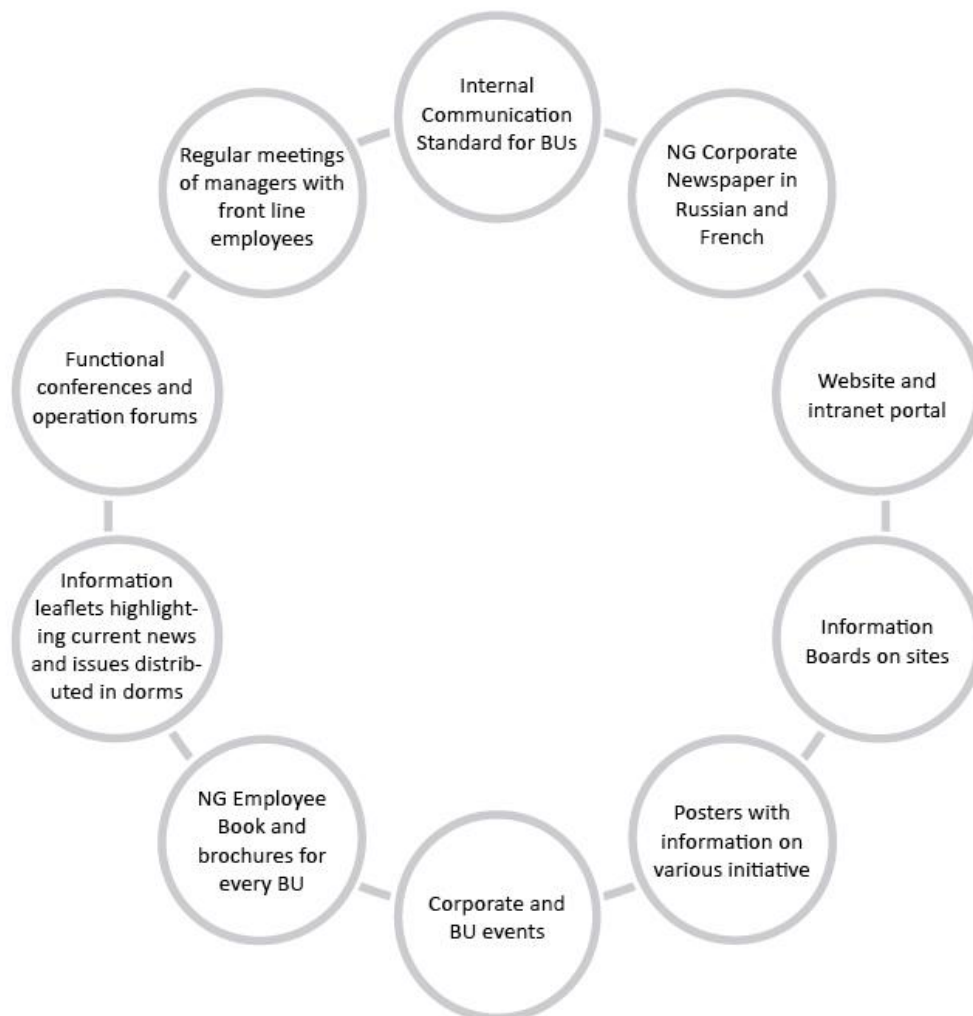 Internal
Communication
Standard for BUs
NG Corporate
Newspaper in
Russian and
French
Website and
intranet portal
Information
Boards on sites
Posters with
information on
various initiative
Corporate and
BU events
NG Employee
Book and
brochures for
every BU
Information
leaflets highlight-
ing current news
and issues distrib-
uted in dorms
Functional
conferences and
operation forums
Regular meetings
of managers with
front line
employees